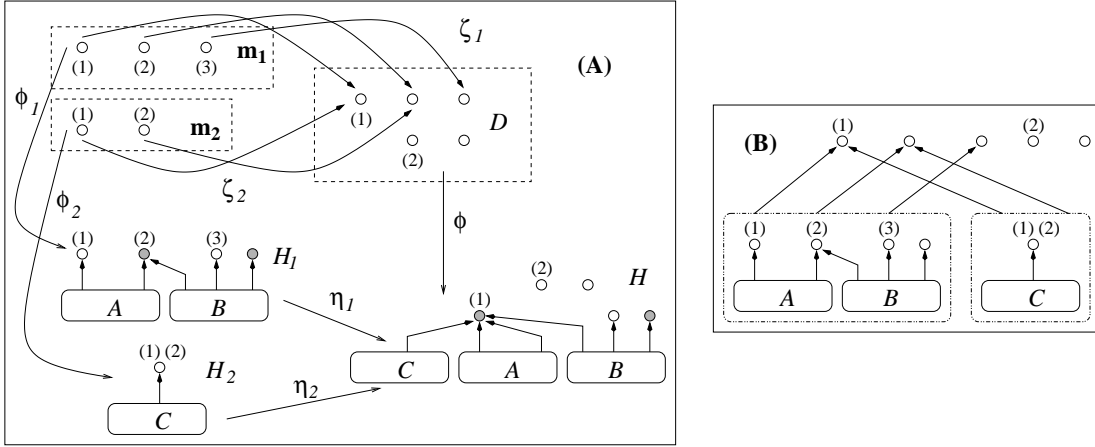 ζ1
(A)
m1
(1) (2) (3)
ϕ1
(1) (2)
m2
(1)
D
(2)
(B)
(1) (2)
ζ2
ϕ2
ϕ
(1) (2) (3)
H1
(1) (2) (3)
(1) (2)
A B
C
(2)
H
A B
η1
(1)
(1) (2)
H2
C A B
η2
C